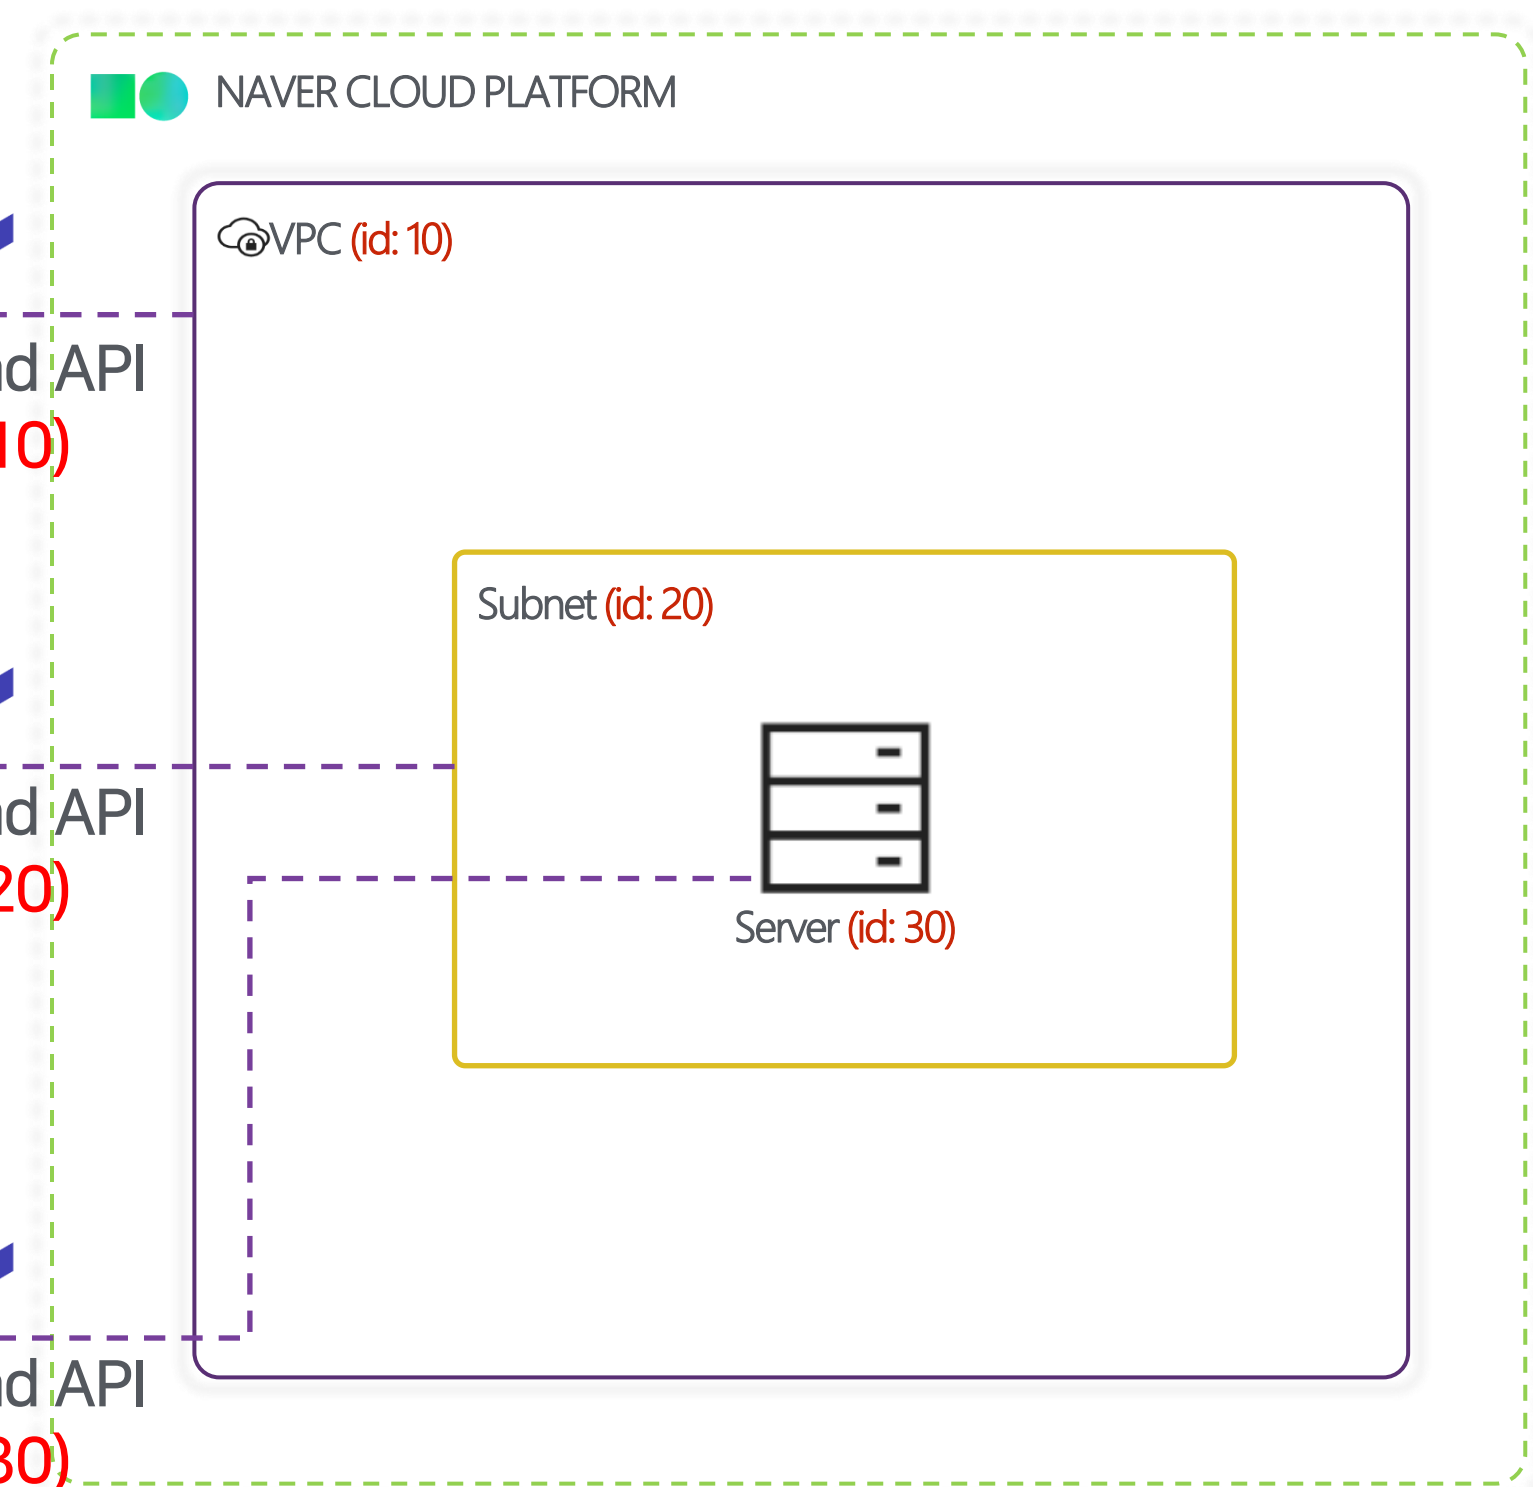 NAVER CLOUD PLATFORM
VPC (id: 10)
API
10)
Subnet (id: 20)
API
20)
Server (id: 30)
API
30)